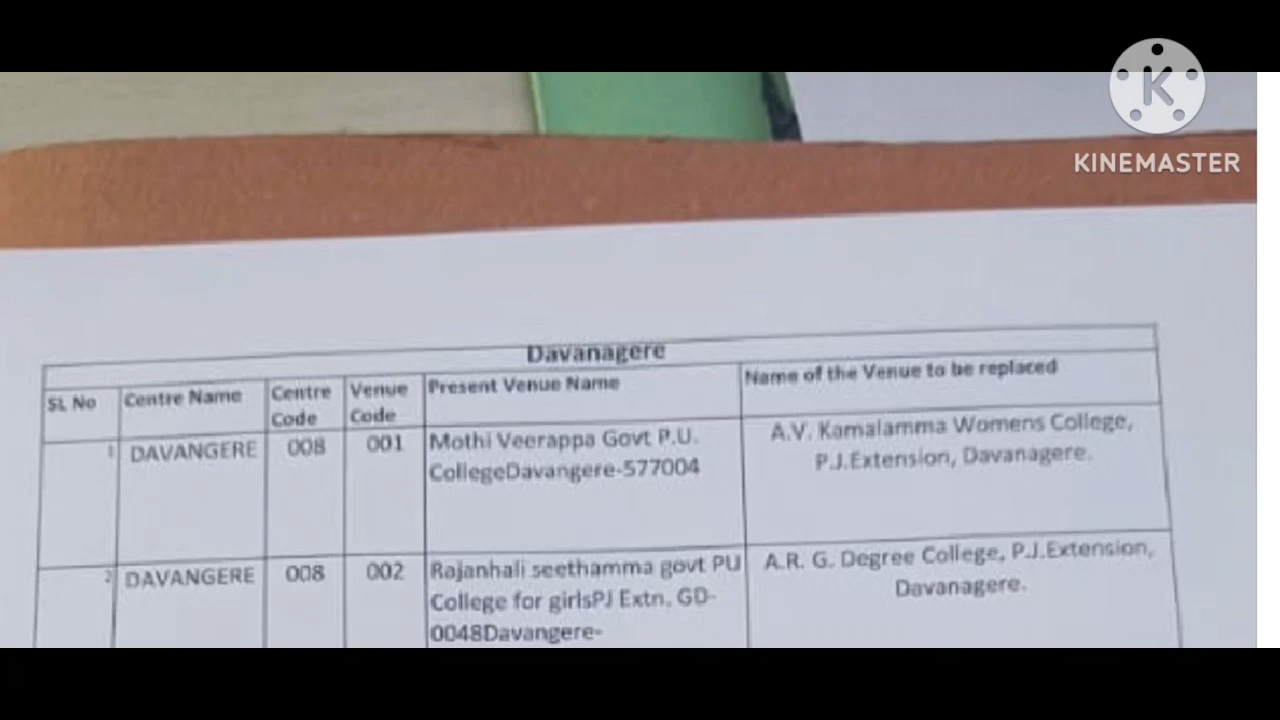 KINEMASTER
Davanagere
SL No
Centre Name
Centre
Code
Venue
Code
Present Venue Name
Name of the Venue to be replaced
1
DAVANGERE
008
001
Mothi Veerappa Govt P.U.
CollegeDavangere-577004
A.V. Kamalamma Womens College,
P.J.Extension, Davanagere.
2
DAVANGERE
008
002
Rajanhali seethamma govt PU
College for girlsPJ Extn, GD-
0048Davangere-
A.R. G. Degree College, P.J.Extension,
Davanagere.